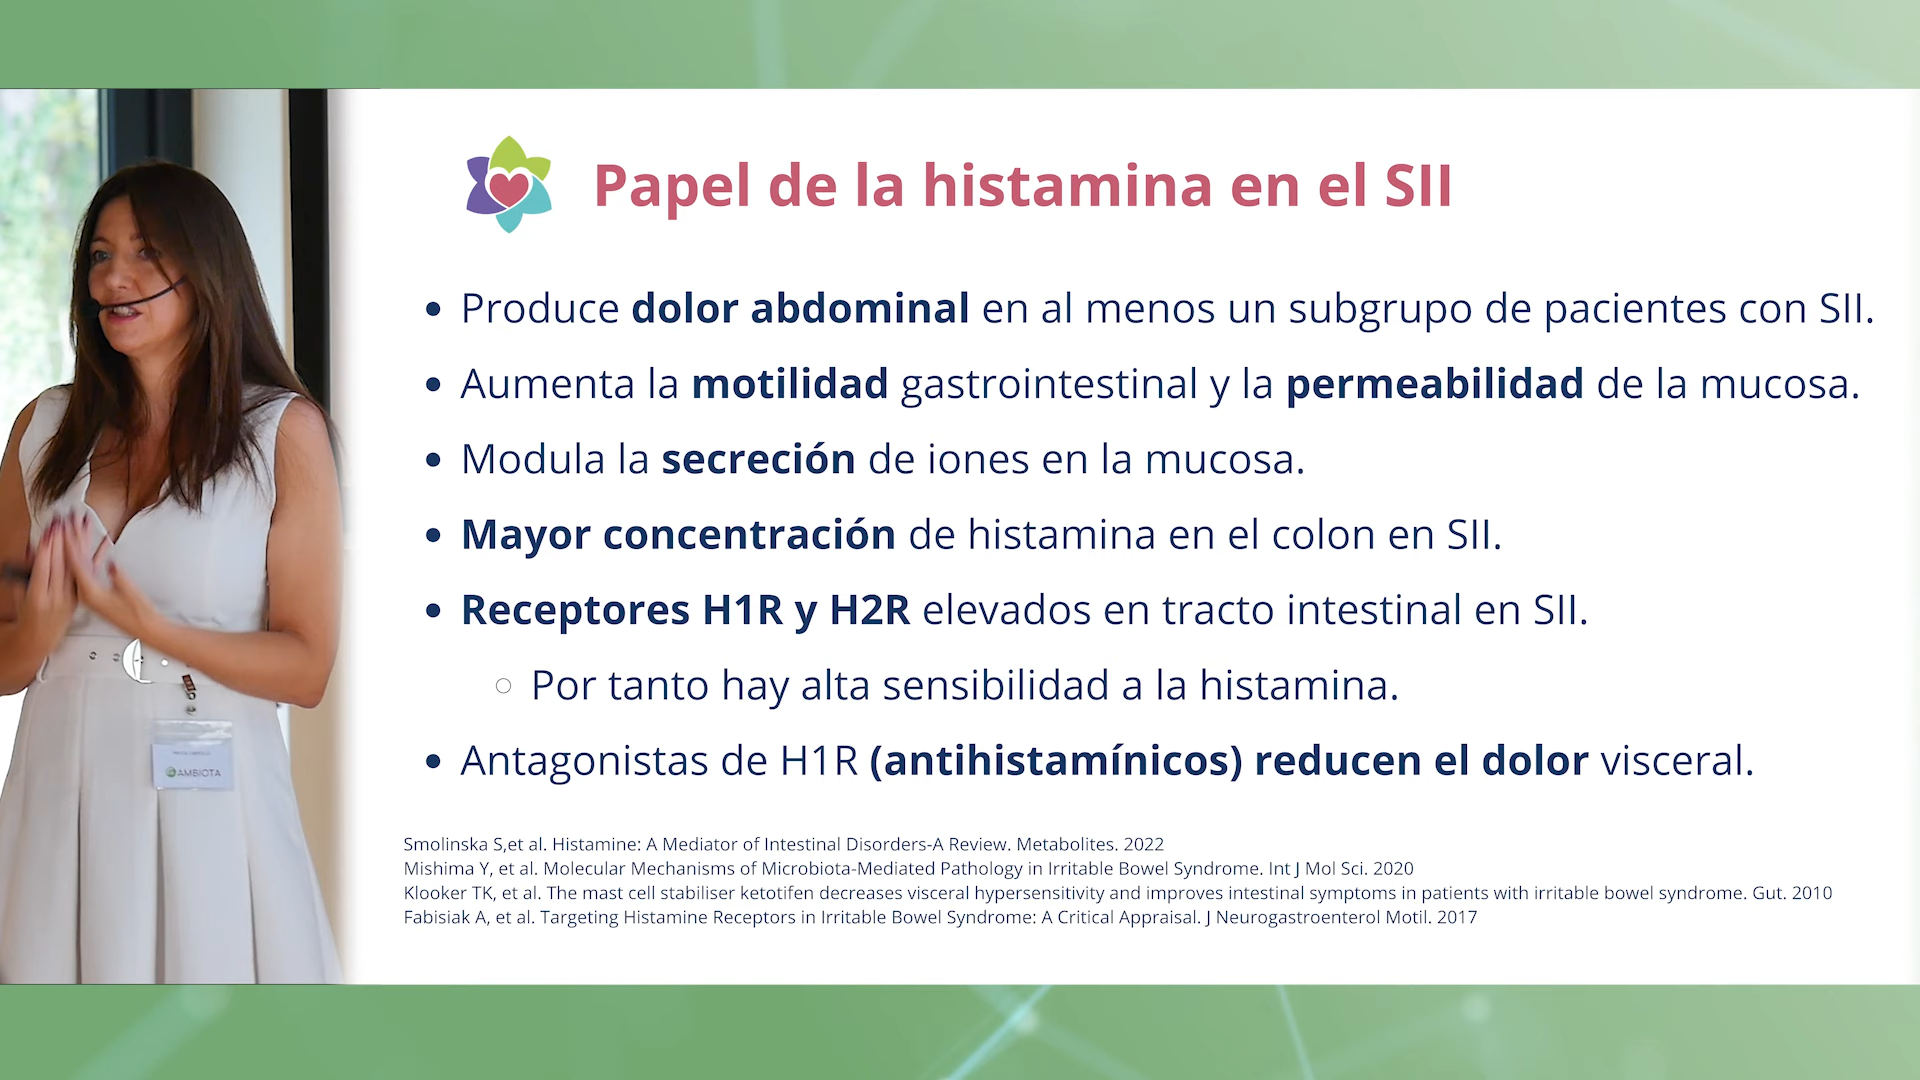 Papel de la histamina en el SII
• Produce dolor abdominal en al menos un subgrupo de pacientes con SII.
• Aumenta la motilidad gastrointestinal y la permeabilidad de la mucosa.
• Modula la secreción de iones en la mucosa.
• Mayor concentración de histamina en el colon en SII.
• Receptores H1R y H2R elevados en tracto intestinal en SII.
○ Por tanto hay alta sensibilidad a la histamina.
• Antagonistas de H1R (antihistamínicos) reducen el dolor visceral.
Smolinska S,et al. Histamine: A Mediator of Intestinal Disorders-A Review. Metabolites. 2022
Mishima Y, et al. Molecular Mechanisms of Microbiota-Mediated Pathology in Irritable Bowel Syndrome. Int J Mol Sci. 2020
Klooker TK, et al. The mast cell stabiliser ketotifen decreases visceral hypersensitivity and improves intestinal symptoms in patients with irritable bowel syndrome. Gut. 2010
Fabisiak A, et al. Targeting Histamine Receptors in Irritable Bowel Syndrome: A Critical Appraisal. J Neurogastroenterol Motil. 2017
AMBIOTA